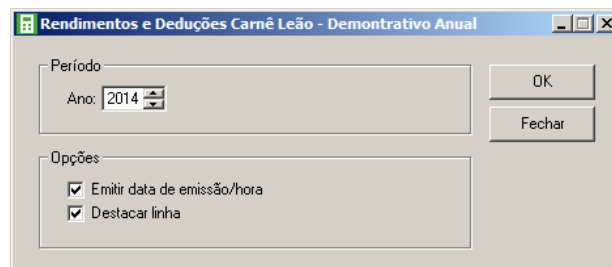 Rendimentos e Deduções Carnê Leão - Demontrativo Anual
Período
Ano: 2014
OK
Fechar
Opções
Emitir data de emissão/hora
Destacar linha